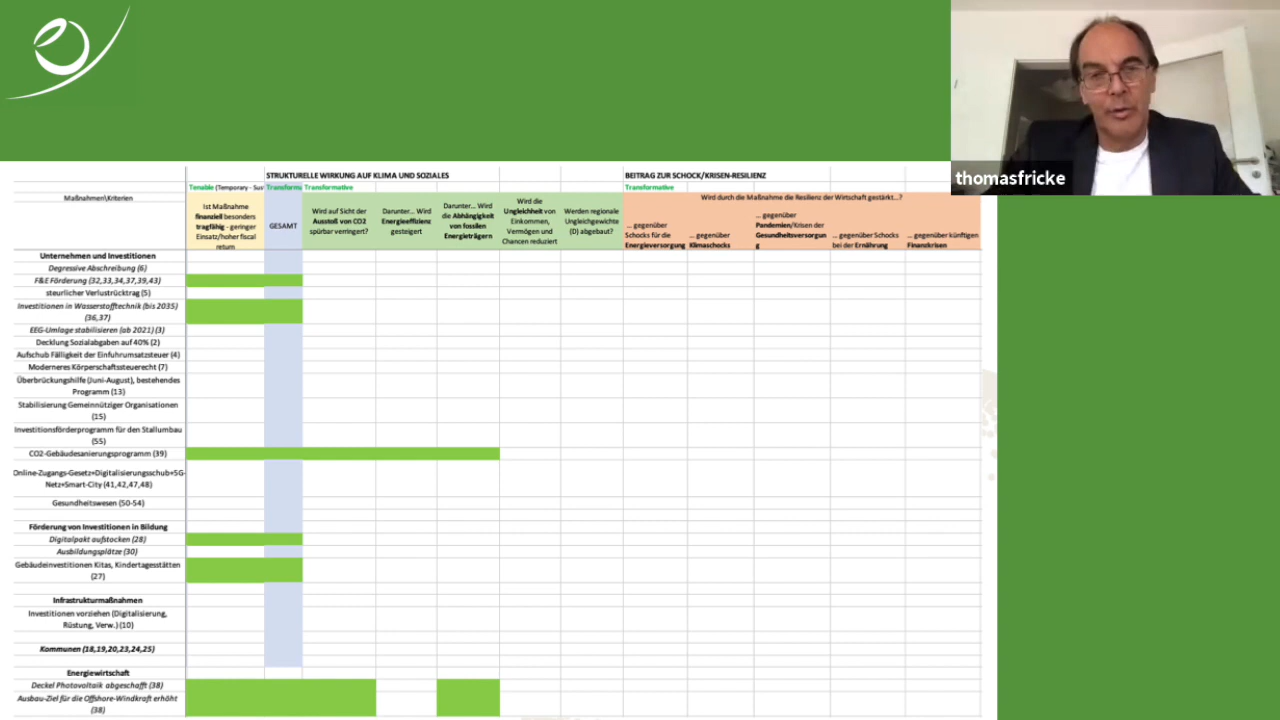 thomasfricke
STRUKTURELLE WIRKUNG AUF KLIMA UND SOZIALES
BEITRAG ZUR SCHOCK/KRISEN-RESILIENZ
Tenable (Temporary - Sus
Transforma
Transformative
Transformative
Maßnahmen\Kriterien
Ist Maßnahme
finanziell besonders
tragfähig - geringer
Einsatz/hoher fiscal
return
GESAMT
Wird auf Sicht der
Ausstoß von CO2
spürbar verringert?
Darunter... Wird
Energieeffizienz
gesteigert
Darunter... Wird
die Abhängigkeit
von fossilen
Energieträgern
Wird die
Ungleichheit von
Einkommen,
Vermögen und
Chancen reduziert
Werden regionale
Ungleichgewichte
(D) abgebaut?
Wird durch die Maßnahme die Resilienz der Wirtschaft gestärkt...?
... gegenüber
Schocks für die
Energieversorgung
... gegenüber
Klimaschocks
... gegenüber
Pandemien/Krisen der
Gesundheitsversorgun
g
... gegenüber Schocks
bei der Ernährung
... gegenüber künftigen
Finanzkrisen
Unternehmen und Investitionen
Degressive Abschreibung (6)
F&E Förderung (32,33,34,37,39,43)
steurlicher Verlustrücktrag (5)
Investitionen in Wasserstofftechnik (bis 2035)
(36,37)
EEG-Umlage stabilisieren (ab 2021) (3)
Decklung Sozialabgaben auf 40% (2)
Aufschub Fälligkeit der Einfuhrumsatzsteuer (4)
Moderneres Körperschaftssteuerecht (7)
Überbrückungshilfe (Juni-August), bestehendes
Programm (13)
Stabilisierung Gemeinnütziger Organisationen
(15)
Investitionsförderprogramm für den Stallumbau
(55)
CO2-Gebäudesanierungsprogramm (39)
Online-Zugangs-Gesetz+Digitalisierungsschub+5G-
Netz+Smart-City (41,42,47,48)
Gesundheitswesen (50-54)
Förderung von Investitionen in Bildung
Digitalpakt aufstocken (28)
Ausbildungsplätze (30)
Gebäudeinvestitionen Kitas, Kindertagesstätten
(27)
Infrastrukturmaßnahmen
Investitionen vorziehen (Digitalisierung,
Rüstung, Verw.) (10)
Kommunen (18,19,20,23,24,25)
Energiewirtschaft
Deckel Photovoltaik abgeschafft (38)
Ausbau-Ziel für die Offshore-Windkraft erhöht
(38)